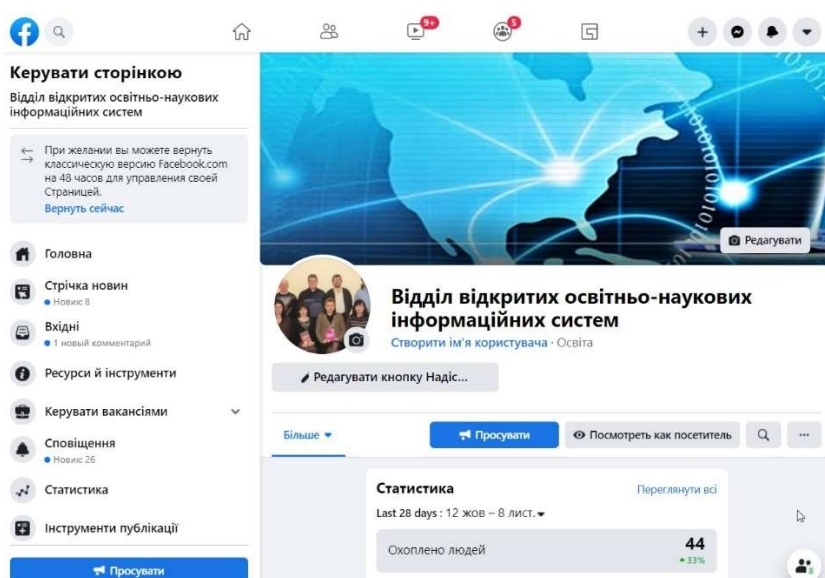 9+
5
Керувати сторінкою
Відділ відкритих освітньо-наукових
інформаційних систем
При желании вы можете вернуть
классическую версию Facebook.com
на 48 часов для управления своей
Страницей.
Вернуть сейчас
Головна
Стрічка новин
Новик: 8
Вхідні
1 новый комментарий
Ресурси й інструменти
Керувати вакансіями
Сповіщення
Новик: 26
Статистика
Інструменти публікації
Просувати
Редагувати
Відділ відкритих освітньо-наукових
інформаційних систем
Створити ім'я користувача · Освіта
Редагувати кнопку Надіс...
Більше
Просувати
Посмотреть как посетитель
Статистика
Переглянути всі
Last 28 days : 12 жов – 8 лист.
Охоплено людей
44
33%
3